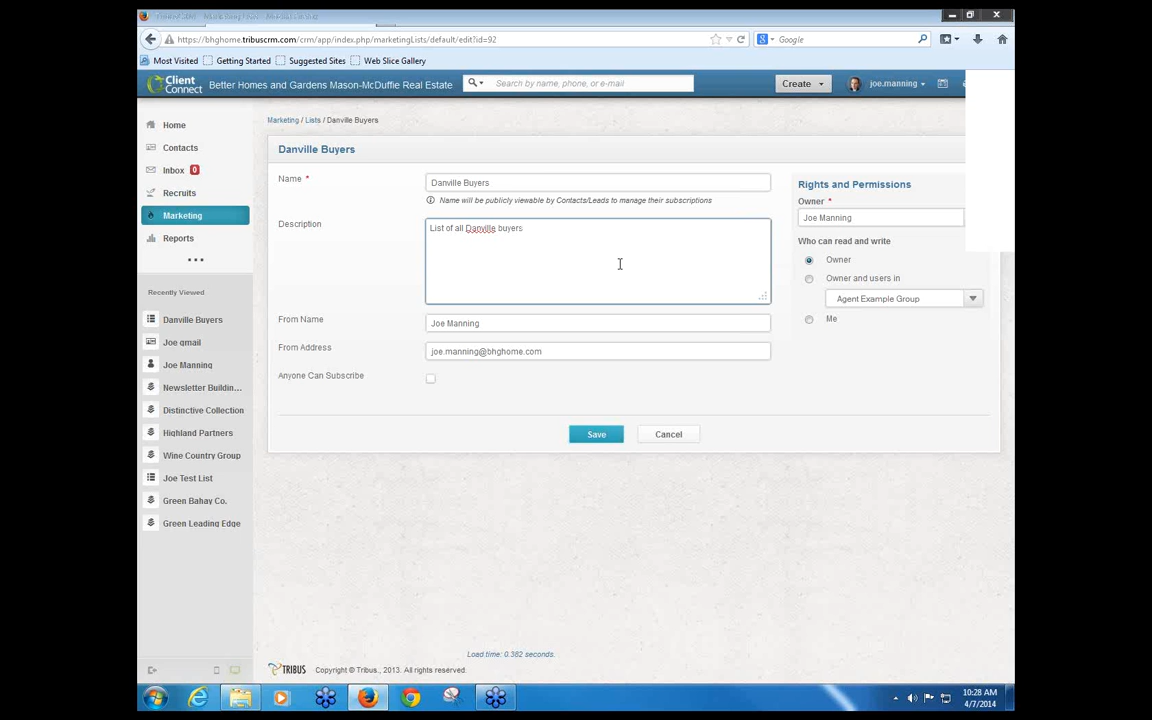 https://bhghome.tribuscrm.com/crm/app/index.php/marketingLists/default/edit?id=92
Google
Most Visited
Getting Started
Suggested Sites
Web Slice Gallery
Client Connect
Better Homes and Gardens Mason-McDuffie Real Estate
Search by name, phone, or e-mail
Create
joe.manning
Home
Contacts
Inbox 0
Recruits
Marketing
Reports
Recently Viewed
Danville Buyers
Joe gmail
Joe Manning
Newsletter Buildin...
Distinctive Collection
Highland Partners
Wine Country Group
Joe Test List
Green Bahay Co.
Green Leading Edge
Marketing / Lists / Danville Buyers
Danville Buyers
Name *
Danville Buyers
Name will be publicly viewable by Contacts/Leads to manage their subscriptions
Description
List of all Danville buyers
From Name
Joe Manning
From Address
joe.manning@bhghome.com
Anyone Can Subscribe
Save
Cancel
Rights and Permissions
Owner *
Joe Manning
Who can read and write
Owner
Owner and users in
Agent Example Group
Me
Load time: 0.382 seconds.
TRIBUS
Copyright © Tribus., 2013. All rights reserved.
10:28 AM
4/7/2014